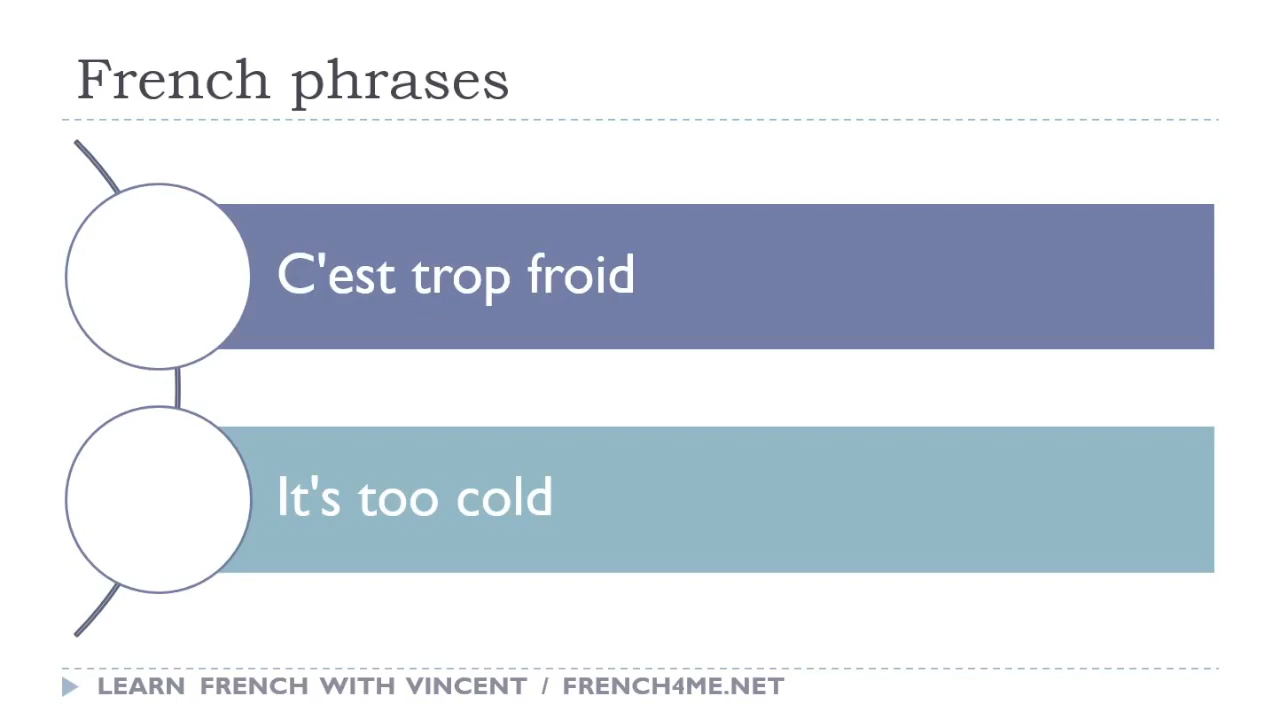 French phrases
C'est trop froid
It's too cold
LEARN FRENCH WITH VINCENT / FRENCH4ME.NET